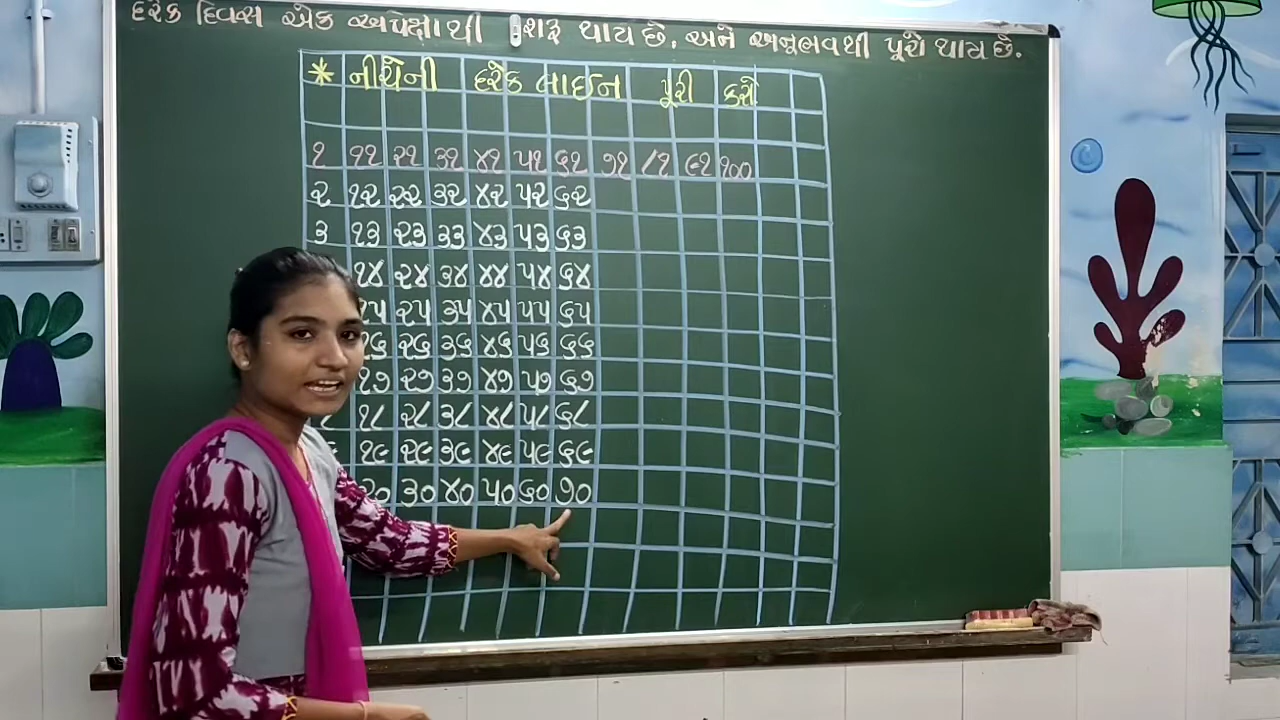 દરેક દિવસ એક અપેક્ષાથી શરૂ થાય છે. અને અનુભવથી પૂરો થાય છે.
* નીચેની દરેક લાઈન પૂરી કરો
૧ ૧૧ ૨૧ ૩૧ ૪૧ ૫૧ ૬૧ ૭૧ ૮૧ ૯૧ ૧૦૦
૨ ૧૨ ૨૨ ૩૨ ૪૨ ૫૨ ૬૨
૩ ૧૩ ૨૩ ૩૩ ૪૩ ૫૩ ૬૩
૧૪ ૨૪ ૩૪ ૪૪ ૫૪ ૬૪
૧૫ ૨૫ ૩૫ ૪૫ ૫૫ ૬૫
૧૬ ૨૬ ૩૬ ૪૬ ૫૬ ૬૬
૧૭ ૨૭ ૩૭ ૪૭ ૫૭ ૬૭
૮ ૧૮ ૨૮ ૩૮ ૪૮ ૫૮ ૬૮
૧૯ ૨૯ ૩૯ ૪૯ ૫૯ ૬૯
૨૦ ૩૦ ૪૦ ૫૦ ૬૦ ૭૦